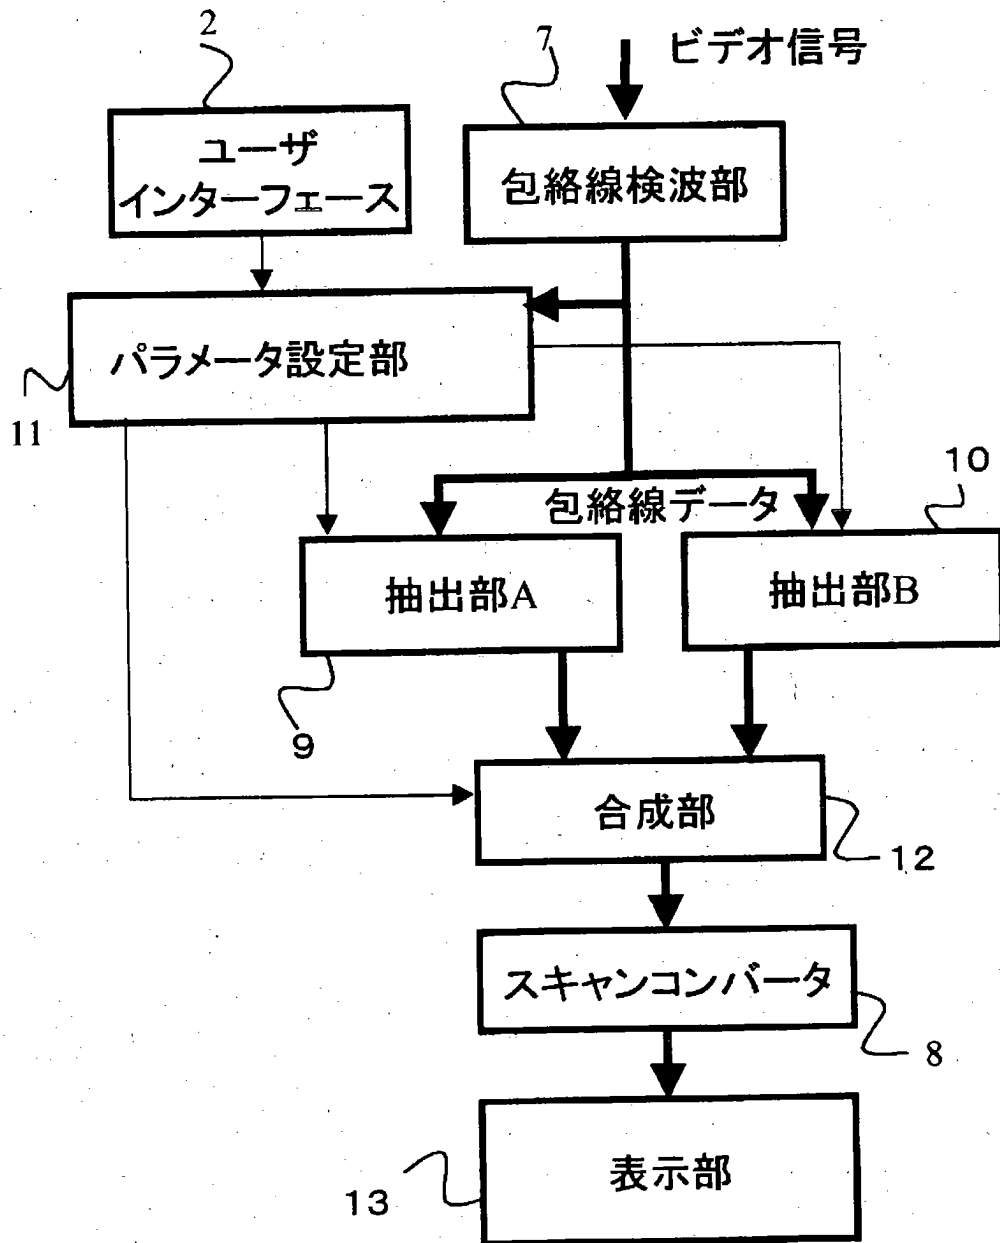 2
7
ビデオ信号
ユーザ
インターフェース
包絡線検波部
パラメータ設定部
11
10
包絡線データ
抽出部A
抽出部B
9
合成部
12
スキャンコンバータ
8
表示部
13